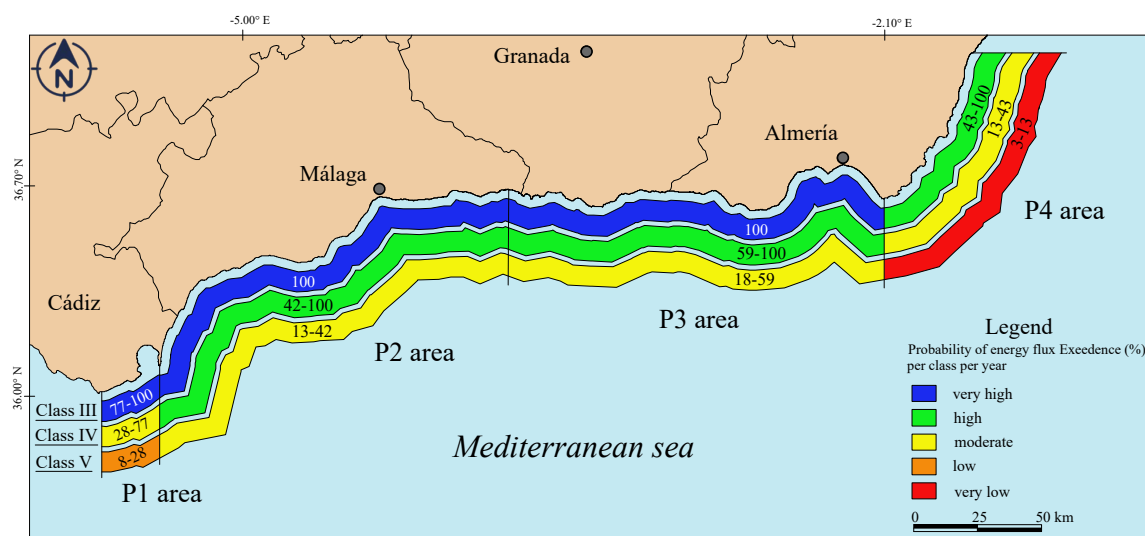 -5.00° E
-2.10° E
N
Granada
Almería
Málaga
Cádiz
36.70° N
36.00° N
43-100
13-43
3-13
P4 area
100
59-100
18-59
P3 area
100
42-100
13-42
P2 area
Class III
77-100
Class IV
28-77
Class V
8-28
P1 area
Mediterranean sea
Legend
Probability of energy flux Exeedence (%)
per class per year
very high
high
moderate
low
very low
0 25 50 km